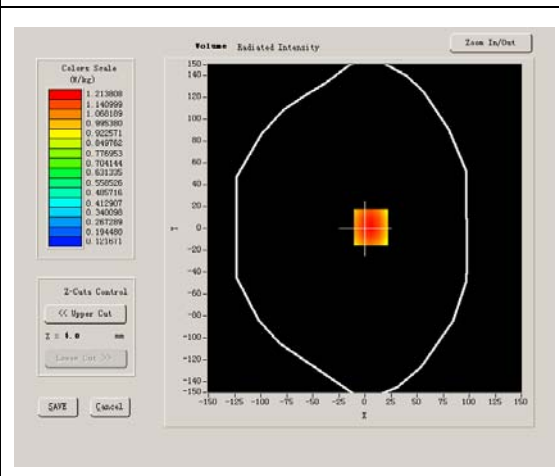 Volume Radiated Intensity
Zoom In/Out
Colors Scale
(W/kg)
1.213808
1.140999
1.068189
0.995380
0.922571
0.849762
0.776953
0.704144
0.631335
0.558526
0.485716
0.412907
0.340098
0.267289
0.194480
0.121671
Z-Cuts Control
<< Upper Cut
Z = 4.0 mm
Lower Cut >>
SAVE Cancel
150
140
120
100
80
60
40
20
0
-20
-40
-60
-80
-100
-120
-140
-150
Y
-150 -125 -100 -75 -50 -25 0 25 50 75 100 125 150
X